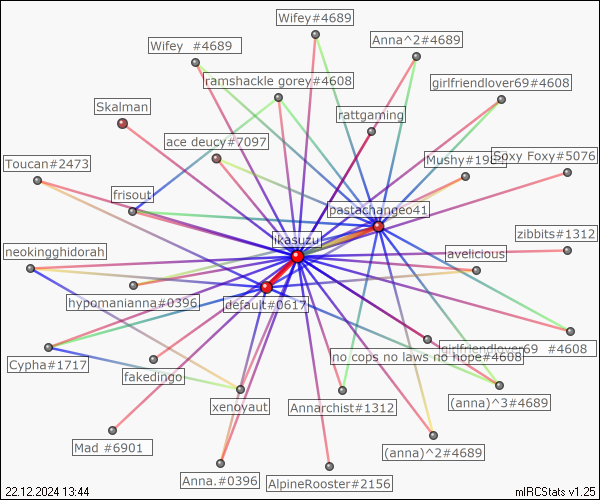 Wifey#4689
Wifey  #4689
Anna^2#4689
ramshackle gorey#4608
girlfriendlover69#4608
Skalman
rattgaming
ace deucy#7097
Toucan#2473
Mushy#19
Soxy Foxy#5076
frisout
pastachangeo41
zibbits#1312
ikasuzu
neokingghidorah
avelicious
hypomanianna#0396
default#0617
girlfriendlover69  #4608
no cops no laws no hope#4608
Cypha#1717
fakedingo
xenoyaut
Annarchist#1312
(anna)^3#4689
Mad #6901
(anna)^2#4689
Anna.#0396
AlpineRooster#2156
22.12.2024 13:44
mIRCStats v1.25